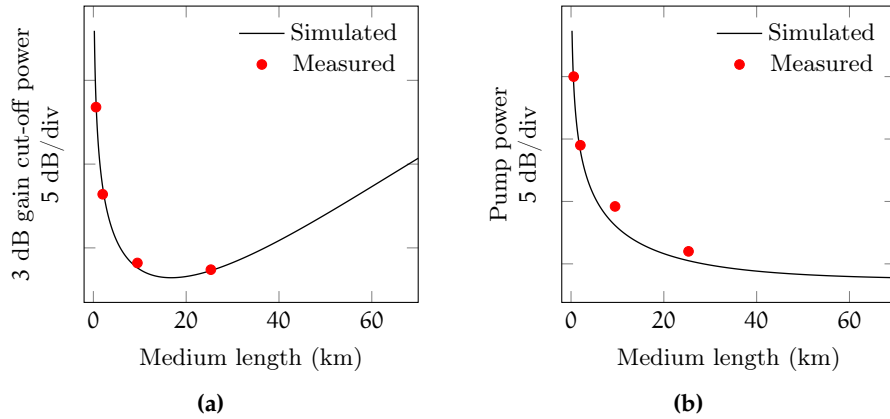 3 dB gain cut-off power
5 dB/div
Simulated
Measured
0
20
40
60
Medium length (km)
(a)
Pump power
5 dB/div
Simulated
Measured
0
20
40
60
Medium length (km)
(b)